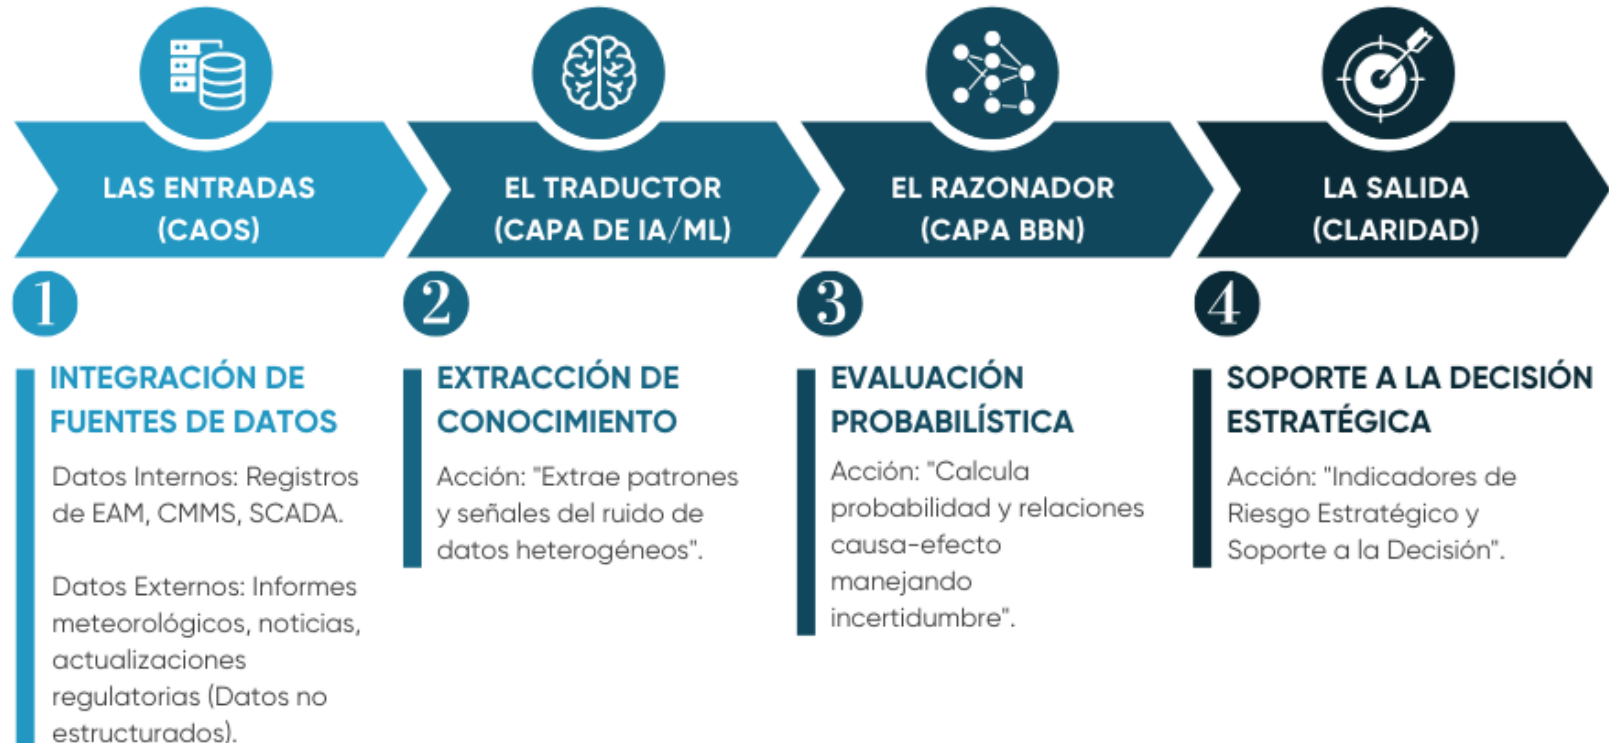 LAS ENTRADAS
(CAOS)
EL TRADUCTOR
(CAPA DE IA/ML)
EL RAZONADOR
(CAPA BBN)
LA SALIDA
(CLARIDAD)
1
INTEGRACIÓN DE
FUENTES DE DATOS
Datos Internos: Registros
de EAM, CMMS, SCADA.
Datos Externos: Informes
meteorológicos, noticias,
actualizaciones
regulatorias (Datos no
estructurados).
2
EXTRACCIÓN DE
CONOCIMIENTO
Acción: "Extrae patrones
y señales del ruido de
datos heterogéneos".
3
EVALUACIÓN
PROBABILÍSTICA
Acción: "Calcula
probabilidad y relaciones
causa-efecto
manejando
incertidumbre".
4
SOPORTE A LA DECISIÓN
ESTRATÉGICA
Acción: "Indicadores de
Riesgo Estratégico y
Soporte a la Decisión".